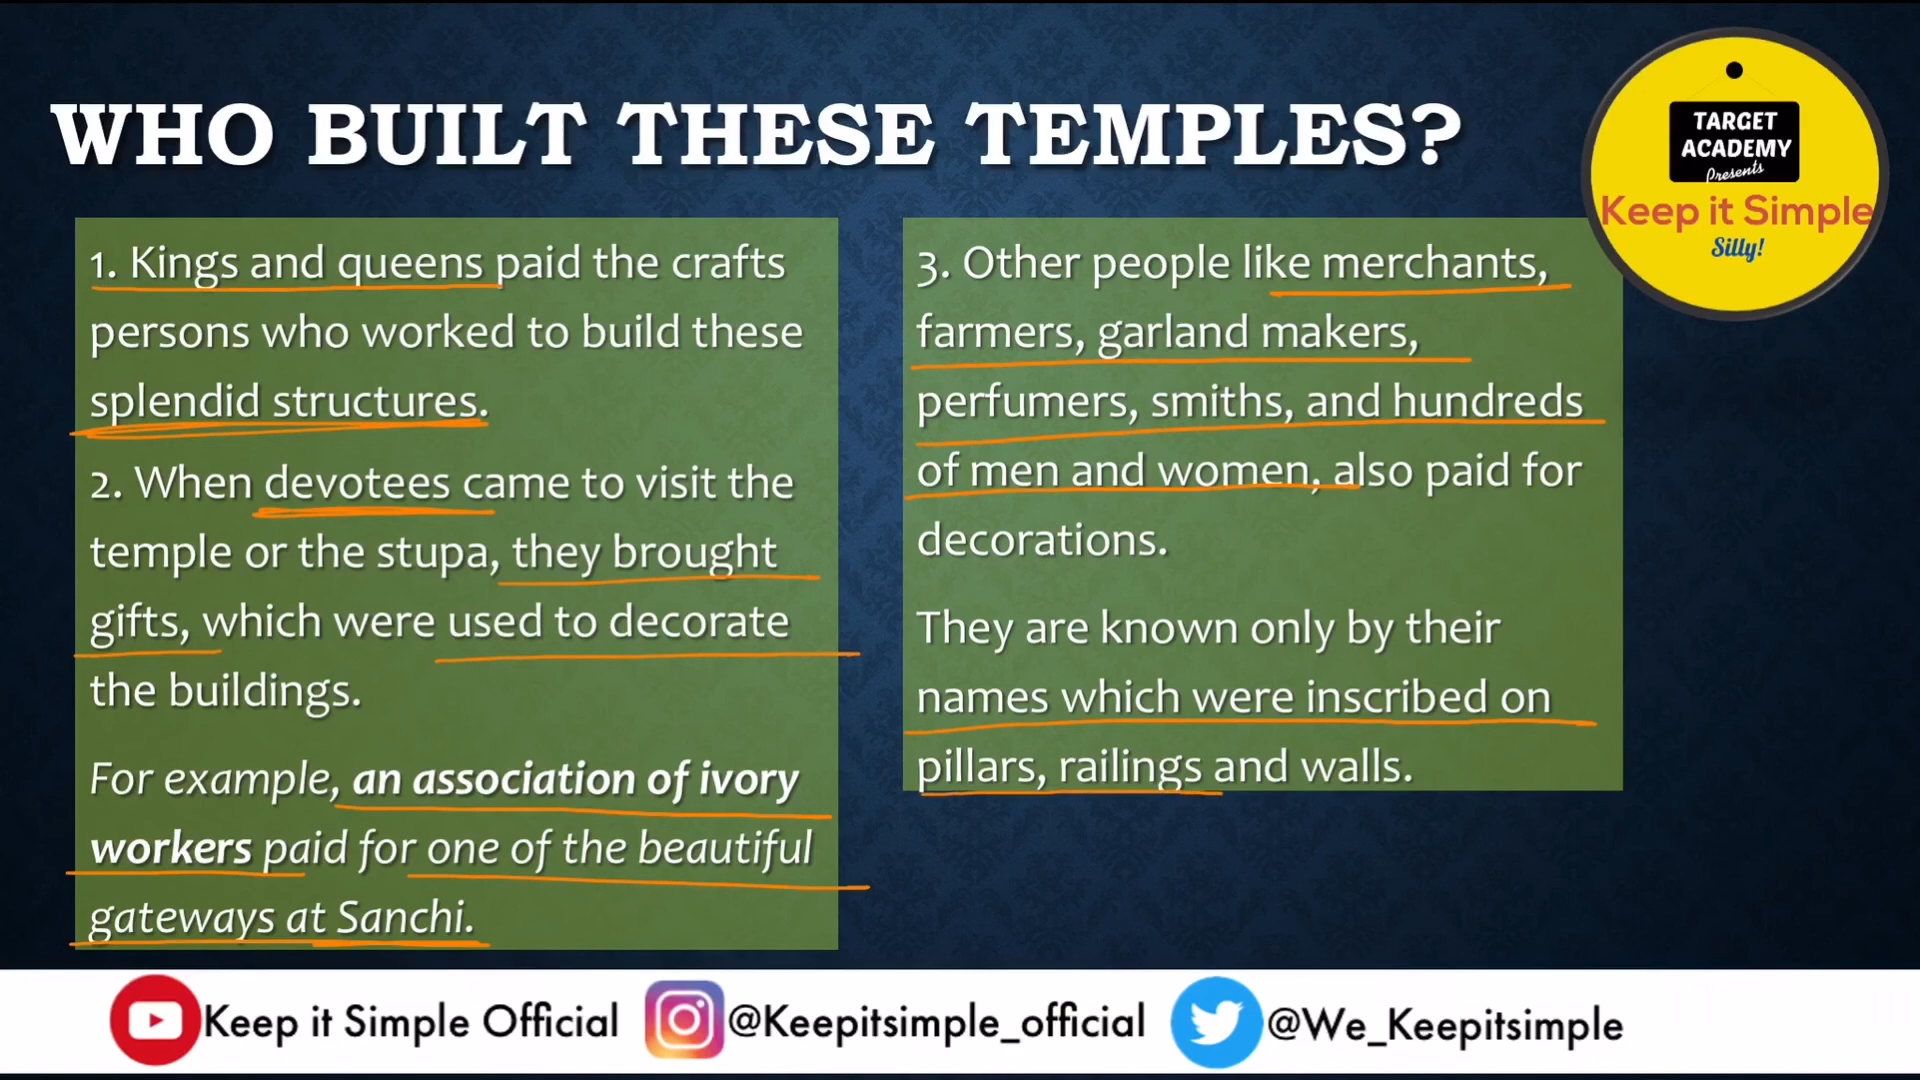 WHO BUILT THESE TEMPLES?
TARGET
ACADEMY
Presents
Keep it Simple
Silly!
1. Kings and queens paid the crafts
persons who worked to build these
splendid structures.
2. When devotees came to visit the
temple or the stupa, they brought
gifts, which were used to decorate
the buildings.
For example, an association of ivory
workers paid for one of the beautiful
gateways at Sanchi.
3. Other people like merchants,
farmers, garland makers,
perfumers, smiths, and hundreds
of men and women, also paid for
decorations.
They are known only by their
names which were inscribed on
pillars, railings and walls.
Keep it Simple Official
@Keepitsimple_official
@We_Keepitsimple